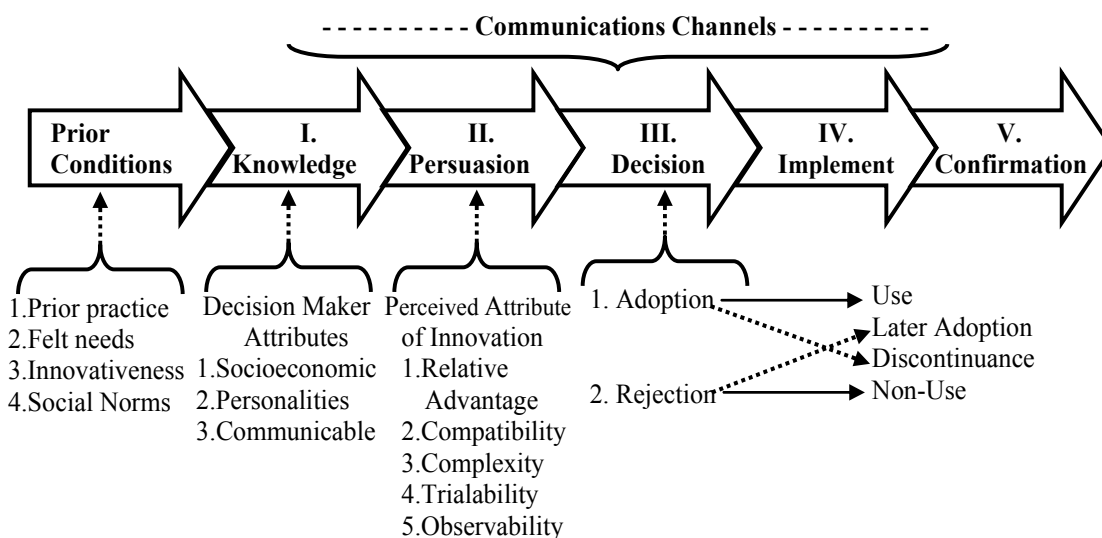 Communications Channels
Prior
Conditions
I.
Knowledge
II.
Persuasion
III.
Decision
IV.
Implement
V.
Confirmation
1.Prior practice
2.Felt needs
3.Innovativeness
4.Social Norms
Decision Maker
Attributes
1.Socioeconomic
2.Personalities
3.Communicable
Perceived Attribute
of Innovation
1.Relative
Advantage
2.Compatibility
3.Complexity
4.Trialability
5.Observability
1. Adoption
2. Rejection
Use
Later Adoption
Discontinuance
Non-Use